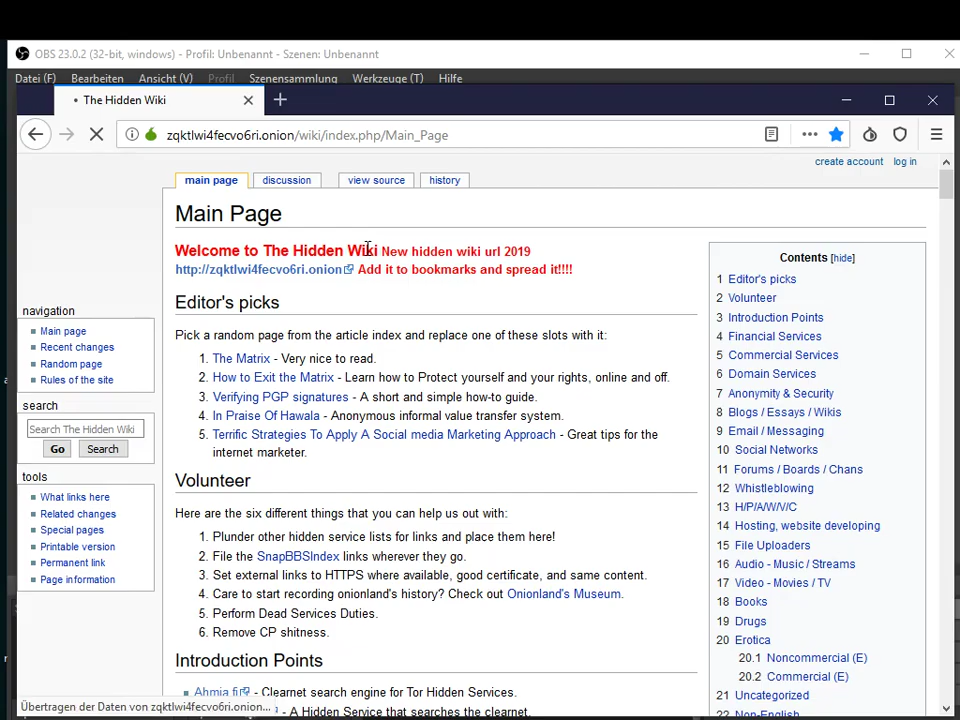 OBS 23.0.2 (32-bit, windows) - Profil: Unbenannt - Szenen: Unbenannt
Datei (F) Bearbeiten Ansicht (V) Profil Szenensammlung Werkzeuge (T) Hilfe
The Hidden Wiki
zqktlwi4fecvo6ri.onion/wiki/index.php/Main_Page
create account log in
main page discussion view source history
Main Page
Welcome to The Hidden Wiki New hidden wiki url 2019
http://zqktlwi4fecvo6ri.onion Add it to bookmarks and spread it!!!!
Editor's picks
Pick a random page from the article index and replace one of these slots with it:
1. The Matrix - Very nice to read.
2. How to Exit the Matrix - Learn how to Protect yourself and your rights, online and off.
3. Verifying PGP signatures - A short and simple how-to guide.
4. In Praise Of Hawala - Anonymous informal value transfer system.
5. Terrific Strategies To Apply A Social media Marketing Approach - Great tips for the
internet marketer.
Volunteer
Here are the six different things that you can help us out with:
1. Plunder other hidden service lists for links and place them here!
2. File the SnapBBSIndex links wherever they go.
3. Set external links to HTTPS where available, good certificate, and same content.
4. Care to start recording onionland's history? Check out Onionland's Museum.
5. Perform Dead Services Duties.
6. Remove CP shitness.
Introduction Points
Ahmia.fi - Clearnet search engine for Tor Hidden Services.
- A Hidden Service that searches the clearnet.
navigation
Main page
Recent changes
Random page
Rules of the site
search
Search The Hidden Wiki
Go Search
tools
What links here
Related changes
Special pages
Printable version
Permanent link
Page information
Contents [hide]
1 Editor's picks
2 Volunteer
3 Introduction Points
4 Financial Services
5 Commercial Services
6 Domain Services
7 Anonymity & Security
8 Blogs / Essays / Wikis
9 Email / Messaging
10 Social Networks
11 Forums / Boards / Chans
12 Whistleblowing
13 H/P/A/W/V/C
14 Hosting, website developing
15 File Uploaders
16 Audio - Music / Streams
17 Video - Movies / TV
18 Books
19 Drugs
20 Erotica
20.1 Noncommercial (E)
20.2 Commercial (E)
21 Uncategorized
22 Non-English
Übertragen der Daten von zqktlwi4fecvo6ri.onion...